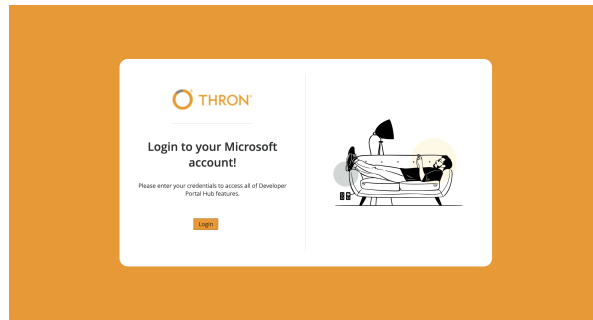 THRON
Login to your Microsoft
account!
Please enter your credentials to access all of Developer
Portal Hub features.
Login